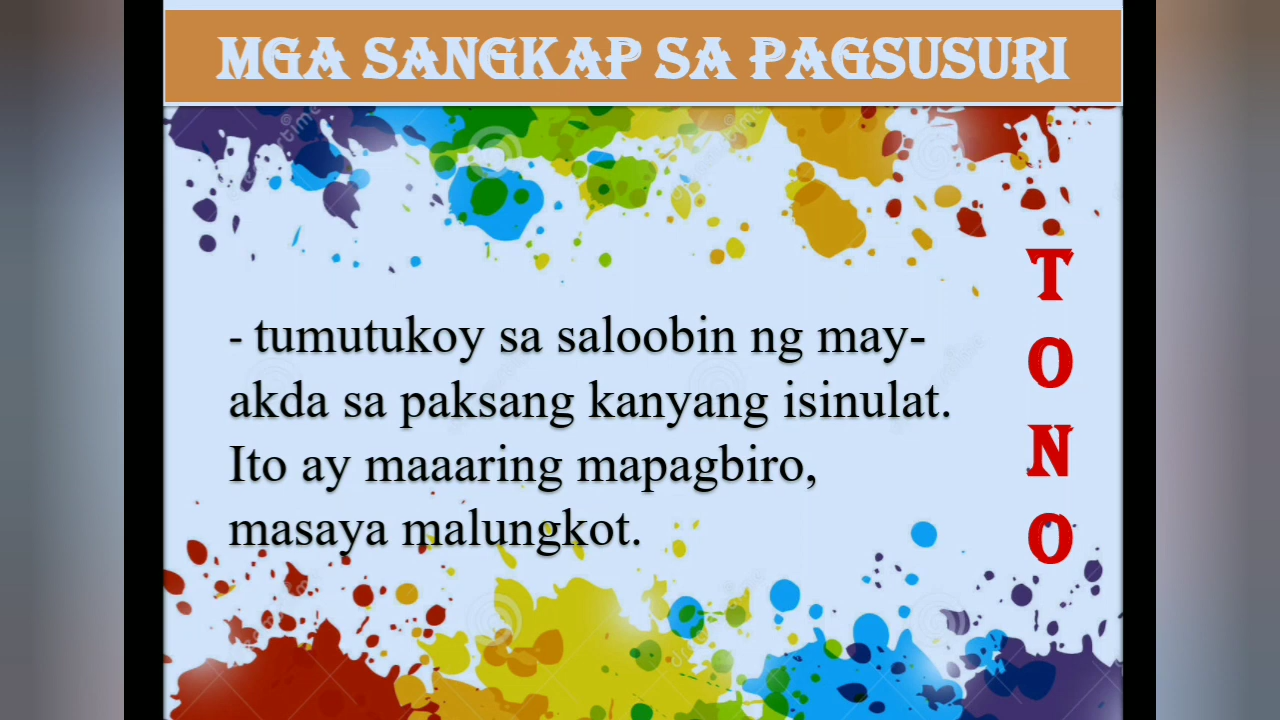 MGA SANGKAP SA PAGSUSURI
- tumutukoy sa saloobin ng may-
akda sa paksang kanyang isinulat.
Ito ay maaaring mapagbiro,
masaya malungkot.
T
O
N
O